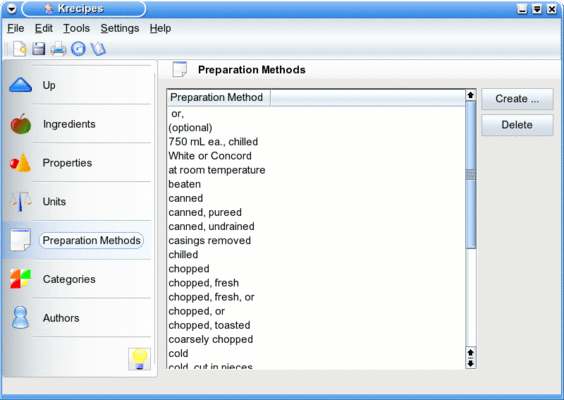 Krecipes
File Edit Tools Settings Help
Up
Ingredients
Properties
Units
Preparation Methods
Categories
Authors
Preparation Methods
Preparation Method
or,
(optional)
750 mL ea., chilled
White or Concord
at room temperature
beaten
canned
canned, pureed
canned, undrained
casings removed
chilled
chopped
chopped, fresh
chopped, fresh, or
chopped, or
chopped, toasted
coarsely chopped
cold
cold, cut in pieces
Create ...
Delete